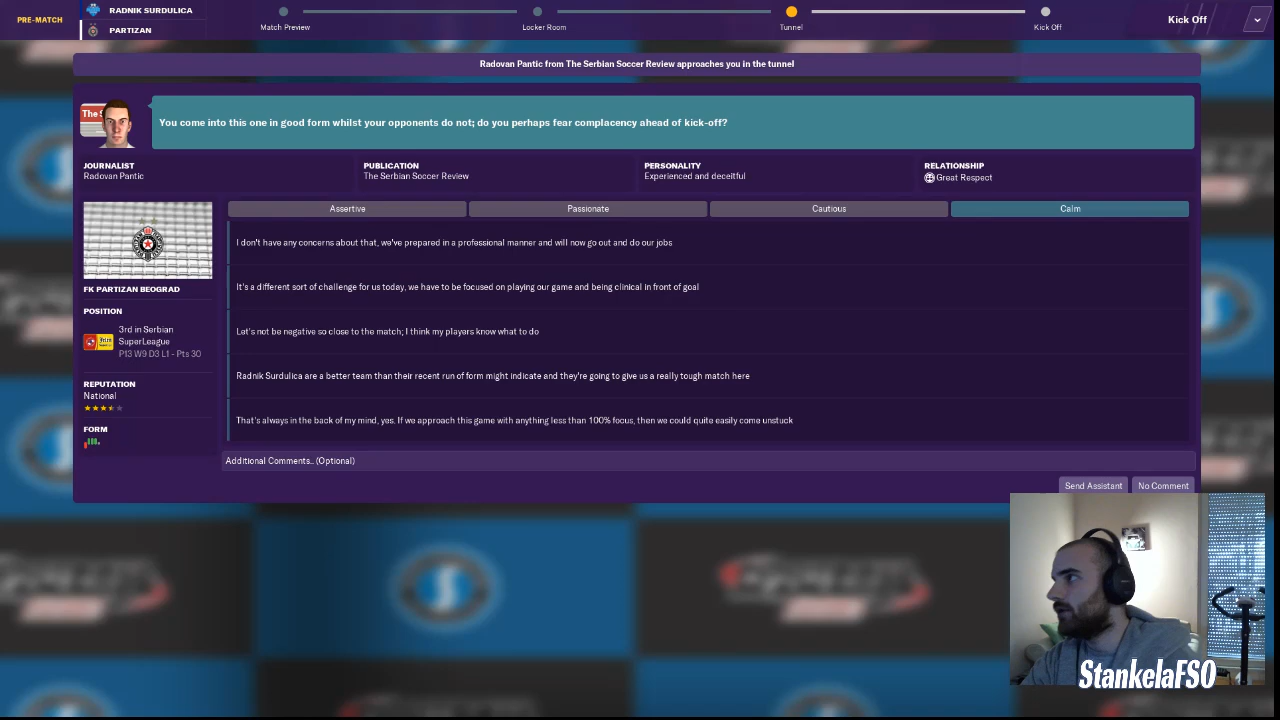 PRE-MATCH
RADNIK SURDULICA
PARTIZAN
Match Preview
Locker Room
Tunnel
Kick Off
Kick Off
Radovan Pantic from The Serbian Soccer Review approaches you in the tunnel
The S
You come into this one in good form whilst your opponents do not; do you perhaps fear complacency ahead of kick-off?
JOURNALIST
Radovan Pantic
PUBLICATION
The Serbian Soccer Review
PERSONALITY
Experienced and deceitful
RELATIONSHIP
Great Respect
Assertive
Passionate
Cautious
Calm
I don't have any concerns about that, we've prepared in a professional manner and will now go out and do our jobs
It's a different sort of challenge for us today, we have to be focused on playing our game and being clinical in front of goal
Let's not be negative so close to the match; I think my players know what to do
Radnik Surdulica are a better team than their recent run of form might indicate and they're going to give us a really tough match here
That's always in the back of my mind, yes. If we approach this game with anything less than 100% focus, then we could quite easily come unstuck
FK PARTIZAN BEOGRAD
POSITION
3rd in Serbian
SuperLeague
P13 W9 D3 L1 - Pts 30
REPUTATION
National
FORM
Additional Comments.. (Optional)
Send Assistant
No Comment
StankelaFSO